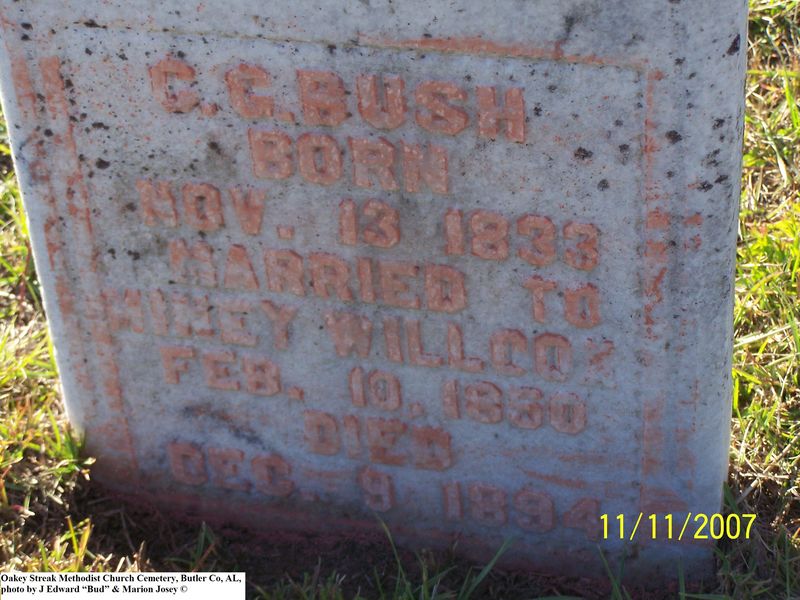 C. C. BUSH
BORN
NOV. 13 1833
MARRIED TO
WINEY WILLCOX
FEB. 10, 1850
DIED
DEC. 9 1894
11/11/2007
Oakey Streak Methodist Church Cemetery, Butler Co, AL,
photo by J Edward “Bud” & Marion Josey ©